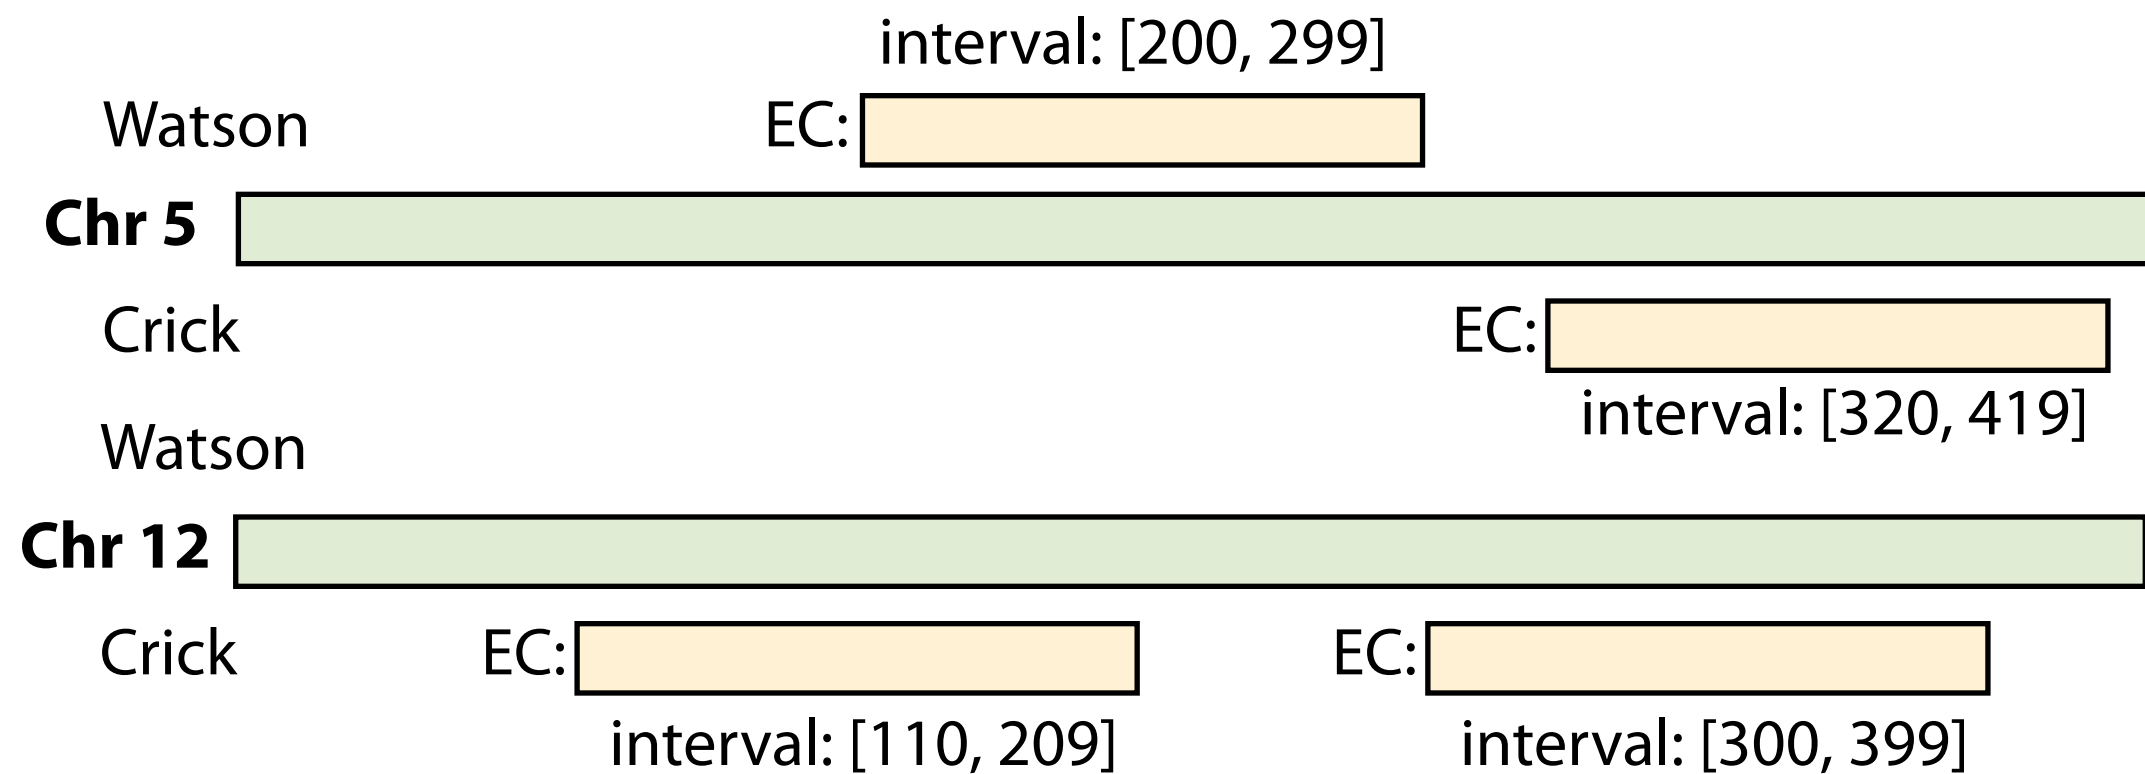 interval: [200, 299]
Watson EC:
Chr 5
Crick EC:
interval: [320, 419]
Watson
Chr 12
Crick EC: EC:
interval: [110, 209] interval: [300, 399]